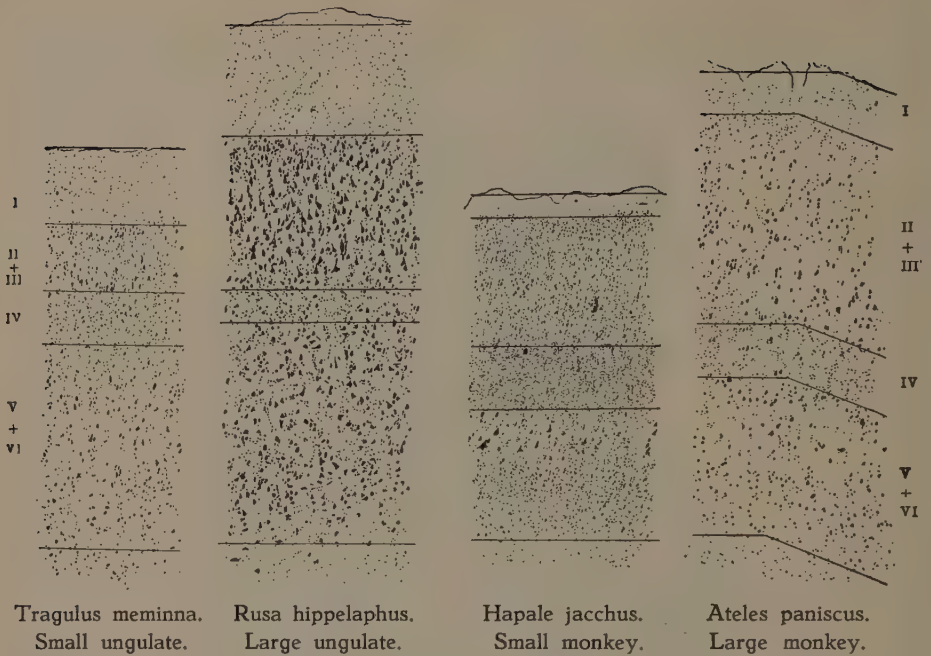 I
II
+
III
IV
V
+
VI
I
II
+
III
IV
V
+
VI
Tragulus meminna.
Small ungulate.
Rusa hippelaphus.
Large ungulate.
Hapale jacchus.
Small monkey.
Ateles paniscus.
Large monkey.